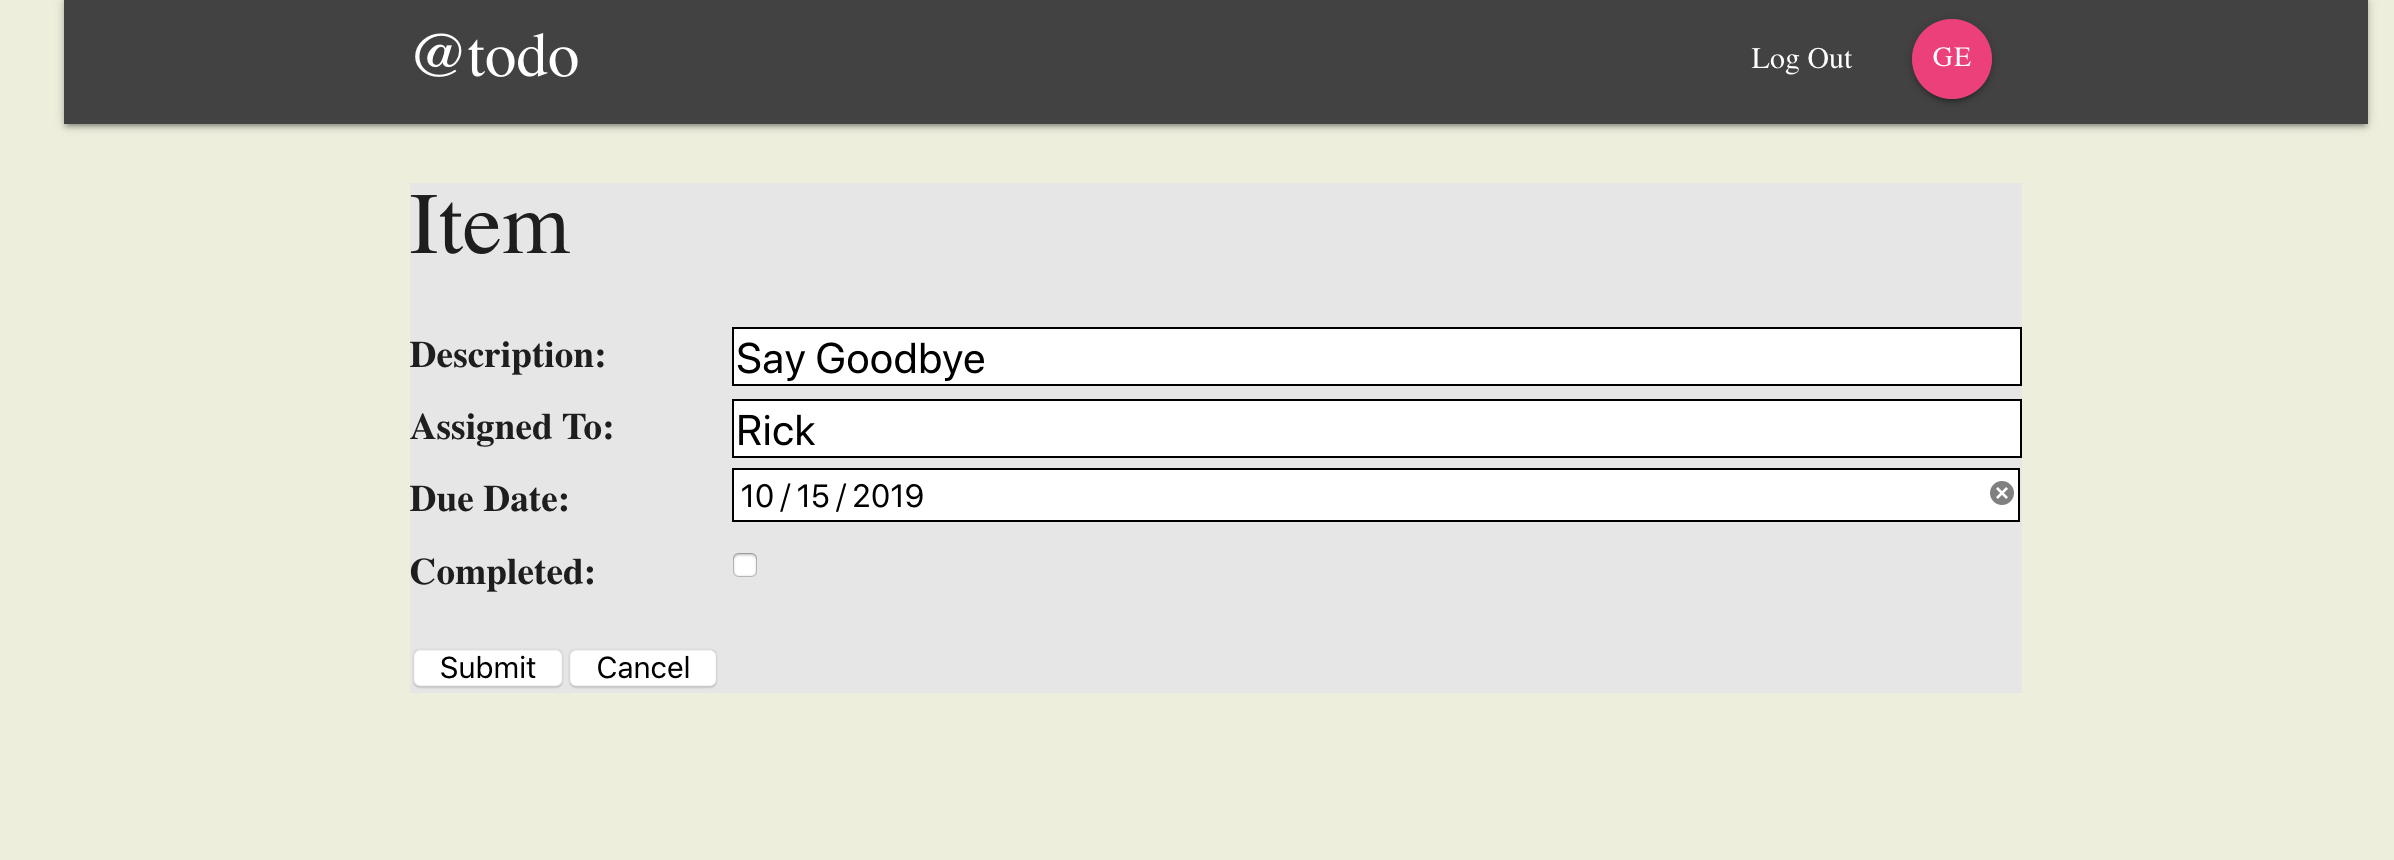 @todo
Log Out
GE
Item
Description:
Say Goodbye
Assigned To:
Rick
Due Date:
10/15/2019
Completed:
Submit
Cancel